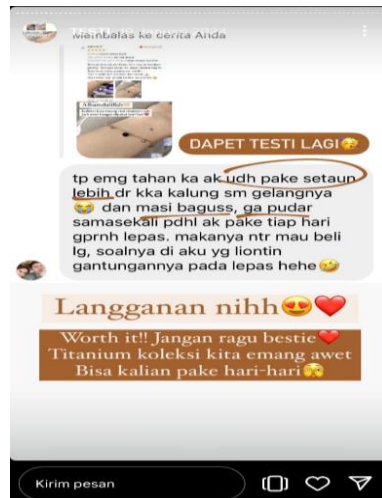 Membalas ke cerita Anda
DAPET TESTI LAGI
tp emg tahan ka ak udh pake setaun
lebih dr kka kalung sm gelangnya
dan masi baguss, ga pudar
samasekali pdhl ak pake tiap hari
gprnh lepas. makanya ntr mau beli
lg, soalnya di aku yg liontin
gantungannya pada lepas hehe
Langganan nihh
Worth it!! Jangan ragu bestie
Titanium koleksi kita emang awet
Bisa kalian pake hari-hari
Kirim pesan